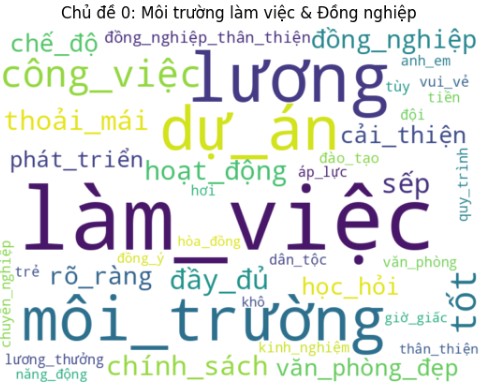 Chủ đề 0: Môi trường làm việc & Đồng nghiệp
chế_độ
đồng_nghiệp_thân_thiện
đồng_nghiệp
công_việc
lương
anh_em
tùy
vui_vẻ
tiền
thoải_mái
dự_án
đội
cải_thiện
phát_triển
hoạt_động
đào_tạo
áp_lực
sếp
quy_trình
hơi
làm_việc
hòa_đồng
đồng_ý
dân_tộc
văn_phòng
chuyên_nghiệp
trẻ
rõ_ràng
đầy_đủ
học_hỏi
tốt
khô
môi_trường
giờ_giấc
kinh_nghiệm
thân_thiện
lương_thưởng
năng_động
chính_sách
văn_phòng_đẹp